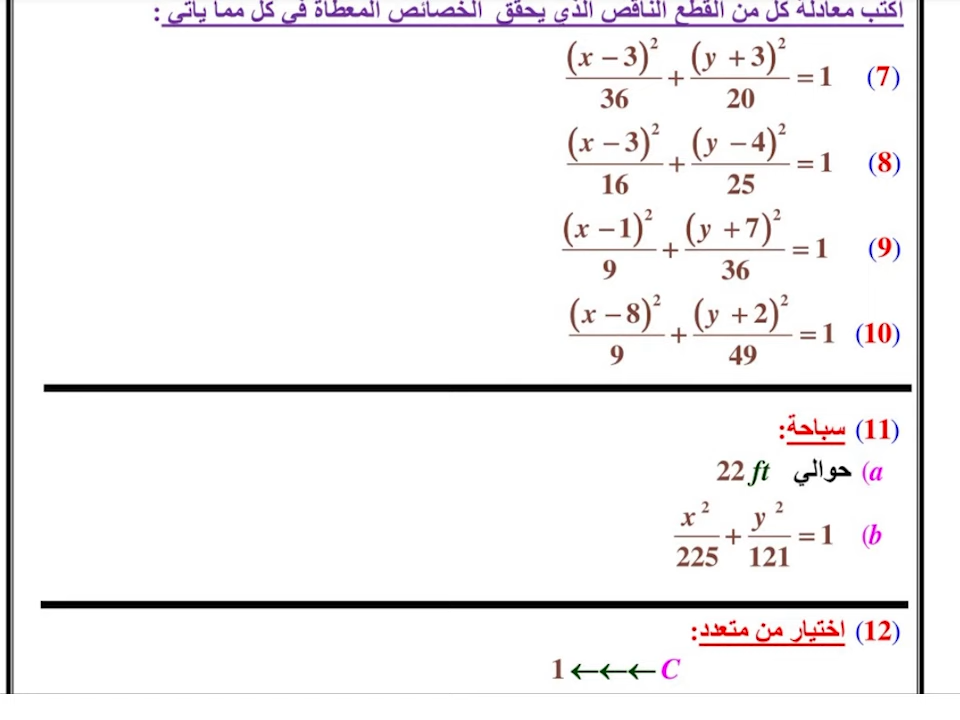 اكتب معادلة كل من القطع الناقص الذي يحقق الخصائص المعطاة في كل مما يأتي :
(7) (x − 3)²/36 + (y + 3)²/20 = 1
(8) (x − 3)²/16 + (y − 4)²/25 = 1
(9) (x − 1)²/9 + (y + 7)²/36 = 1
(10) (x − 8)²/9 + (y + 2)²/49 = 1
(11) سباحة:
(a حوالي 22 ft
(b x²/225 + y²/121 = 1
(12) اختيار من متعدد:
1 ←←← C